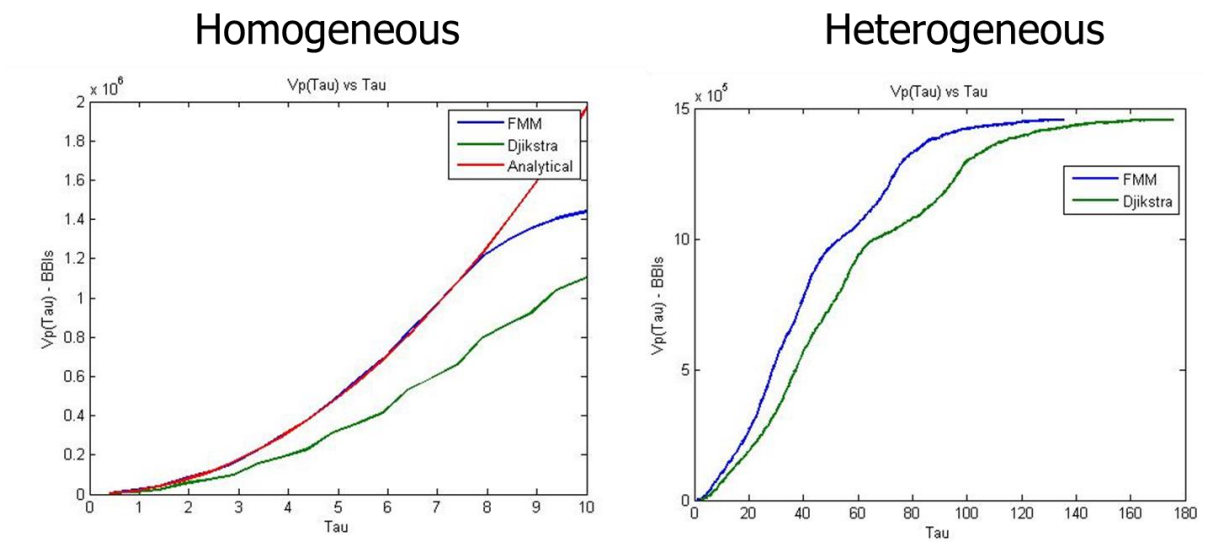 Homogeneous
Heterogeneous
Vp(Tau) vs Tau
x 10^6
2
1.8
1.6
1.4
1.2
1
0.8
0.6
0.4
0.2
0
Vp(Tau) - BBls
FMM
Djikstra
Analytical
0 1 2 3 4 5 6 7 8 9 10
Tau
Vp(Tau) vs Tau
x 10^5
15
10
5
0
Vp(Tau) - BBls
FMM
Djikstra
0 20 40 60 80 100 120 140 160 180
Tau